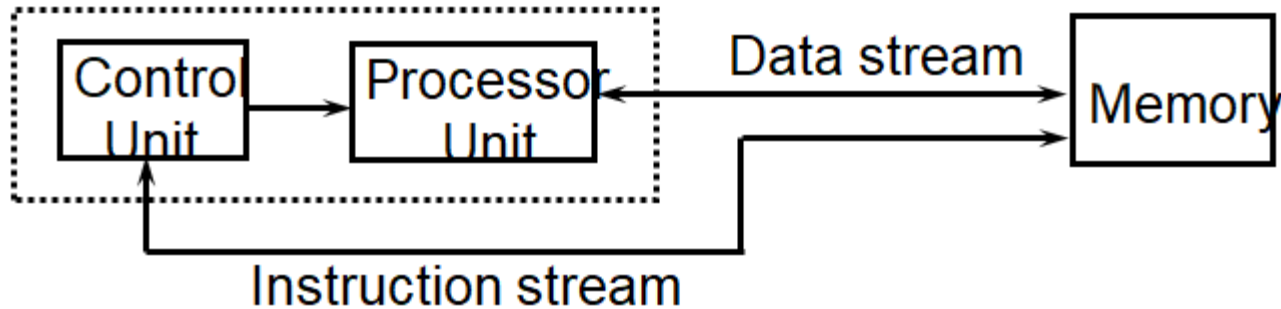 Control
Unit
Processor
Unit
Data stream
Memory
Instruction stream